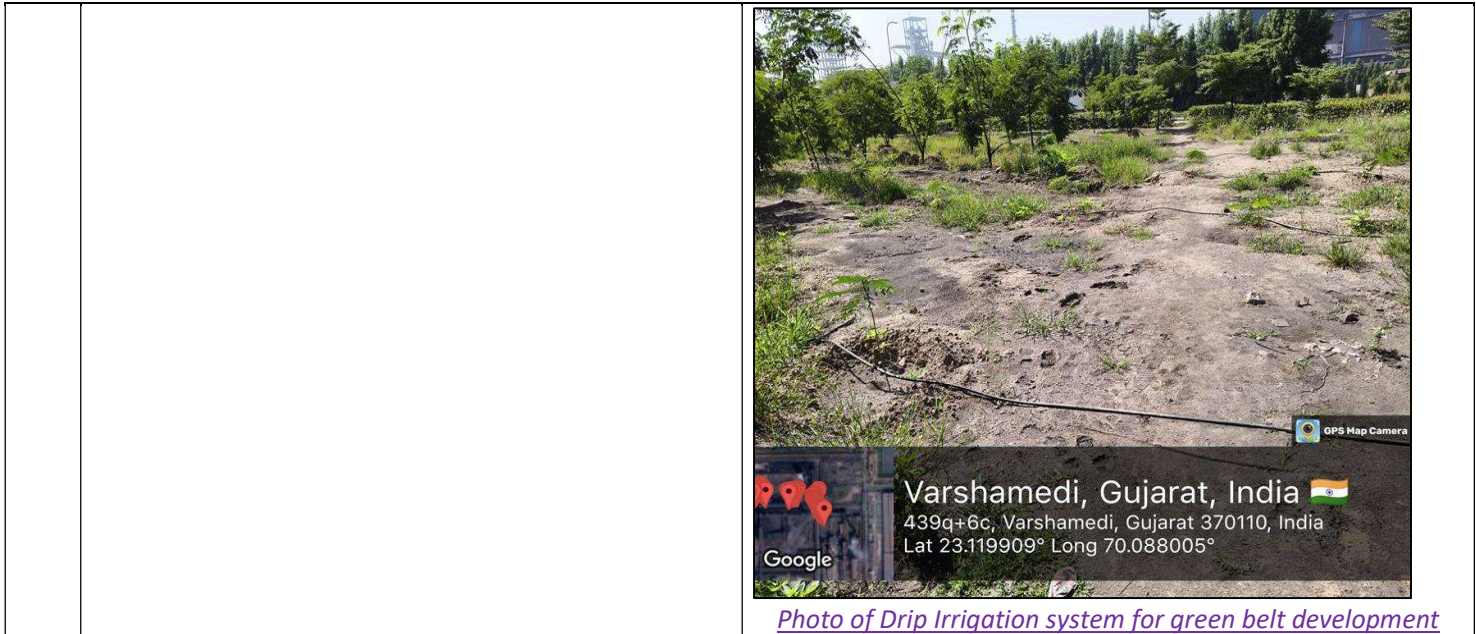 GPS Map Camera
Varshamedi, Gujarat, India
439q+6c, Varshamedi, Gujarat 370110, India
Lat 23.119909° Long 70.088005°
Google
Photo of Drip Irrigation system for green belt development